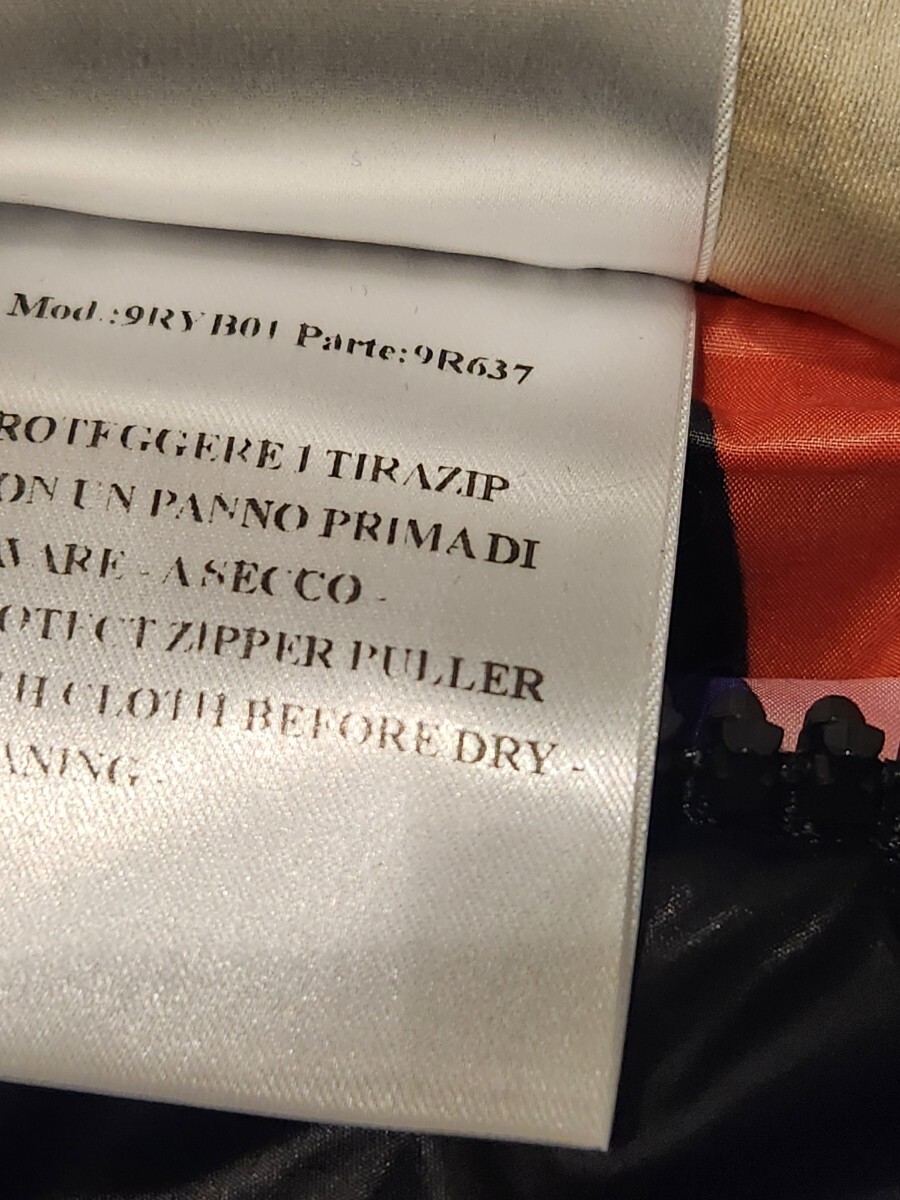 Mod.:9RYB01 Parte:9R637
ROTEGGERE I TIRAZIP
ON UN PANNO PRIMA DI
VARE - A SECCO -
OTECT ZIPPER PULLER
H CLOTH BEFORE DRY -
ANING -